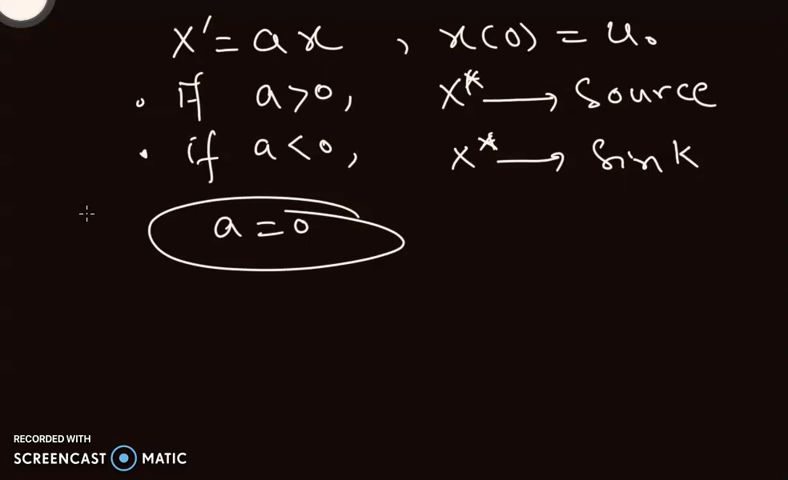 x' = ax , x(0) = u₀
. If a > 0, x* → Source
. if a < 0, x* → Sink
a = 0
RECORDED WITH
SCREENCAST MATIC